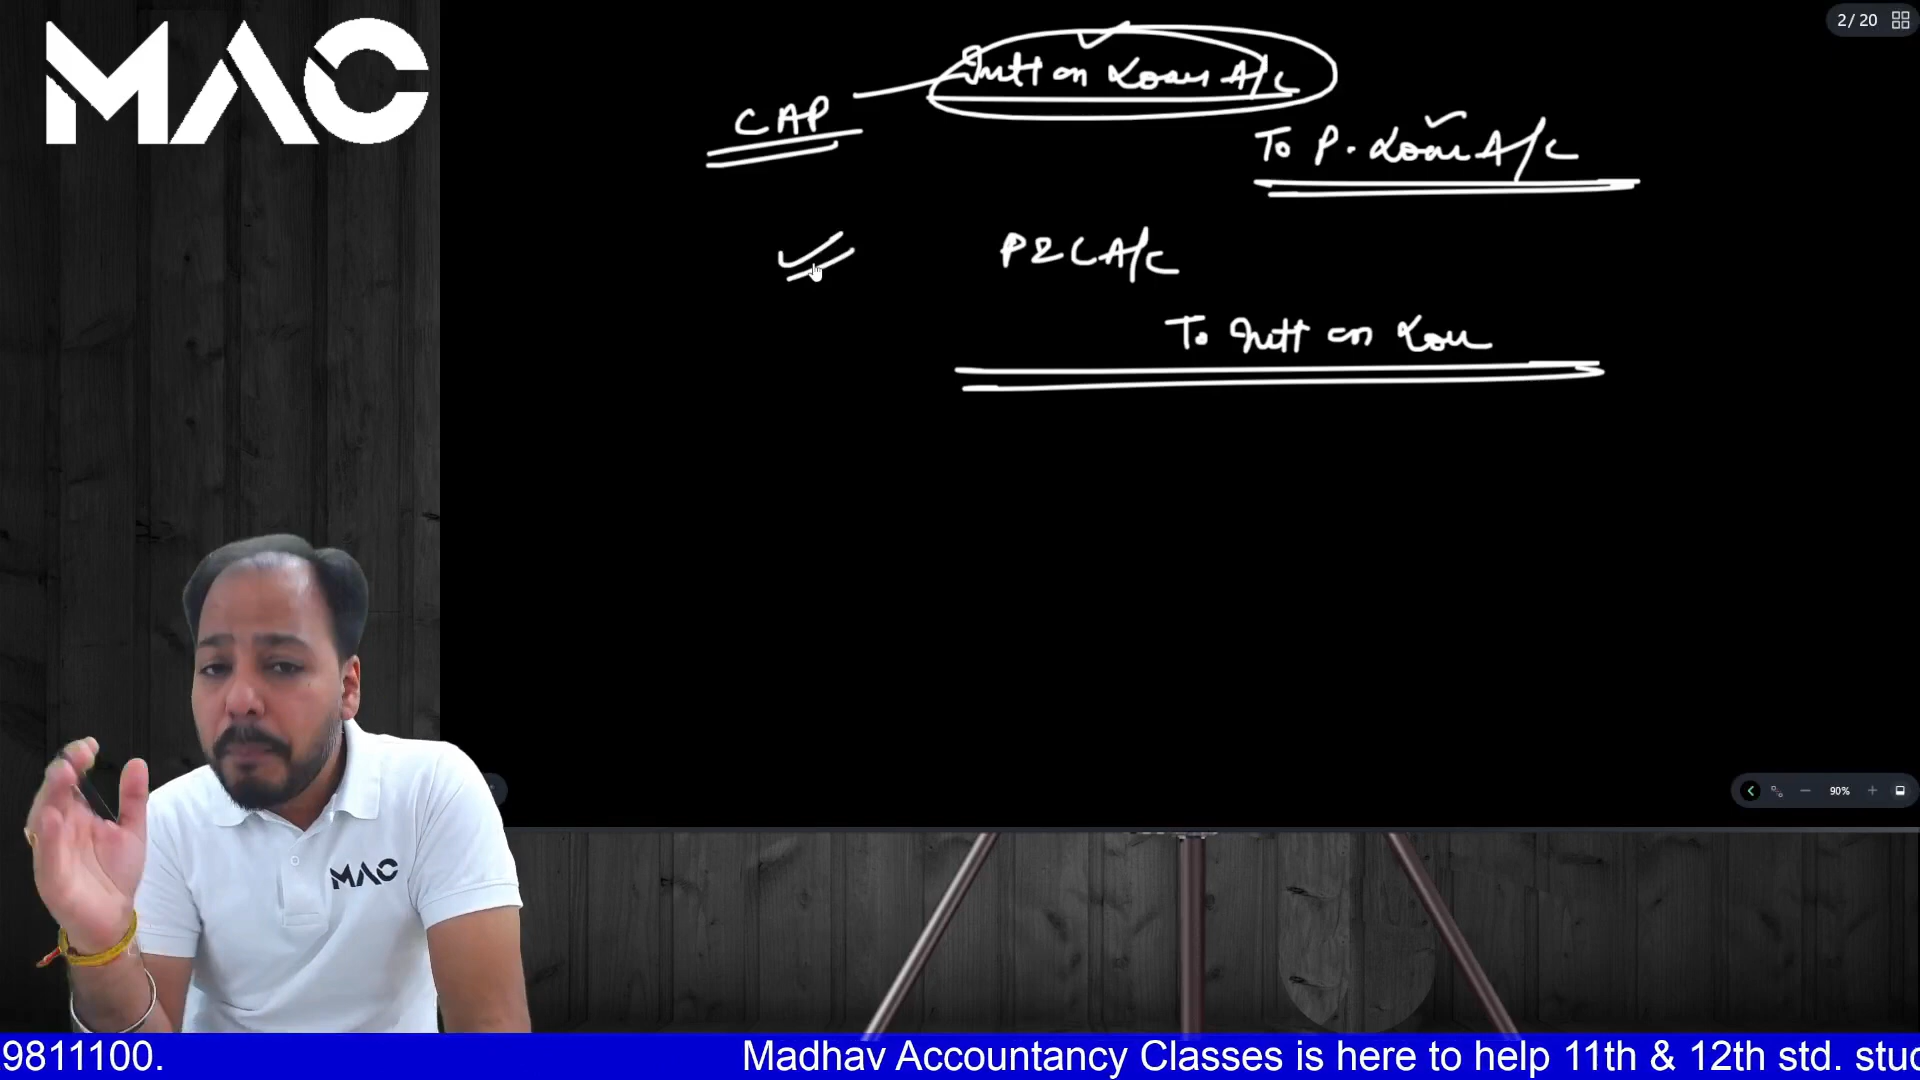 MAC
2/ 20
Intt on Loan A/c
CAP
To P. Loan A/c
P&L A/c
To Intt on Loan
90%
MAC
9811100. Madhav Accountancy Classes is here to help 11th & 12th std. stud